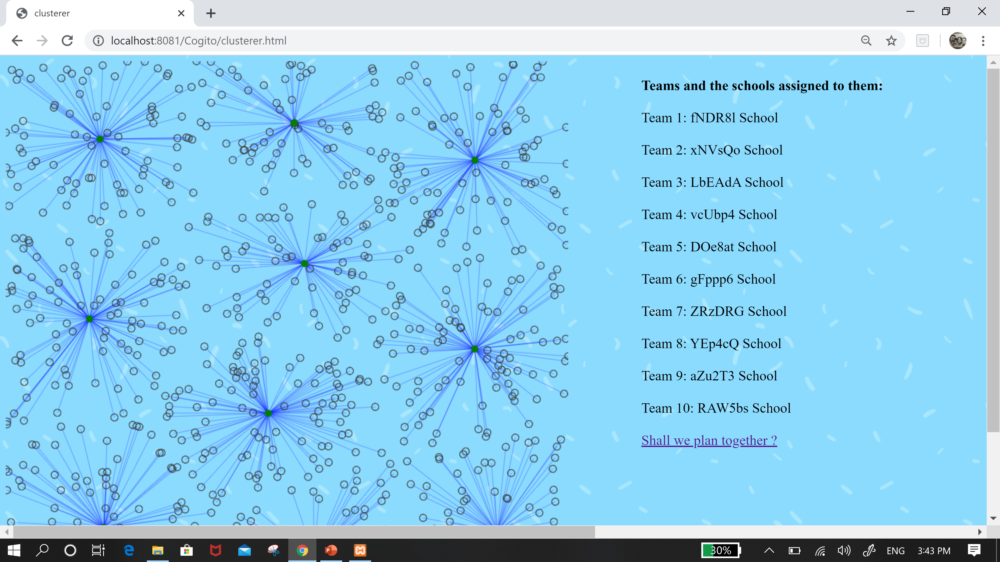 clusterer
localhost:8081/Cogito/clusterer.html
Teams and the schools assigned to them:
Team 1: fNDR8l School
Team 2: xNVsQo School
Team 3: LbEAdA School
Team 4: vcUbp4 School
Team 5: DOe8at School
Team 6: gFppp6 School
Team 7: ZRzDRG School
Team 8: YEp4cQ School
Team 9: aZu2T3 School
Team 10: RAW5bs School
Shall we plan together ?
30% ENG 3:43 PM